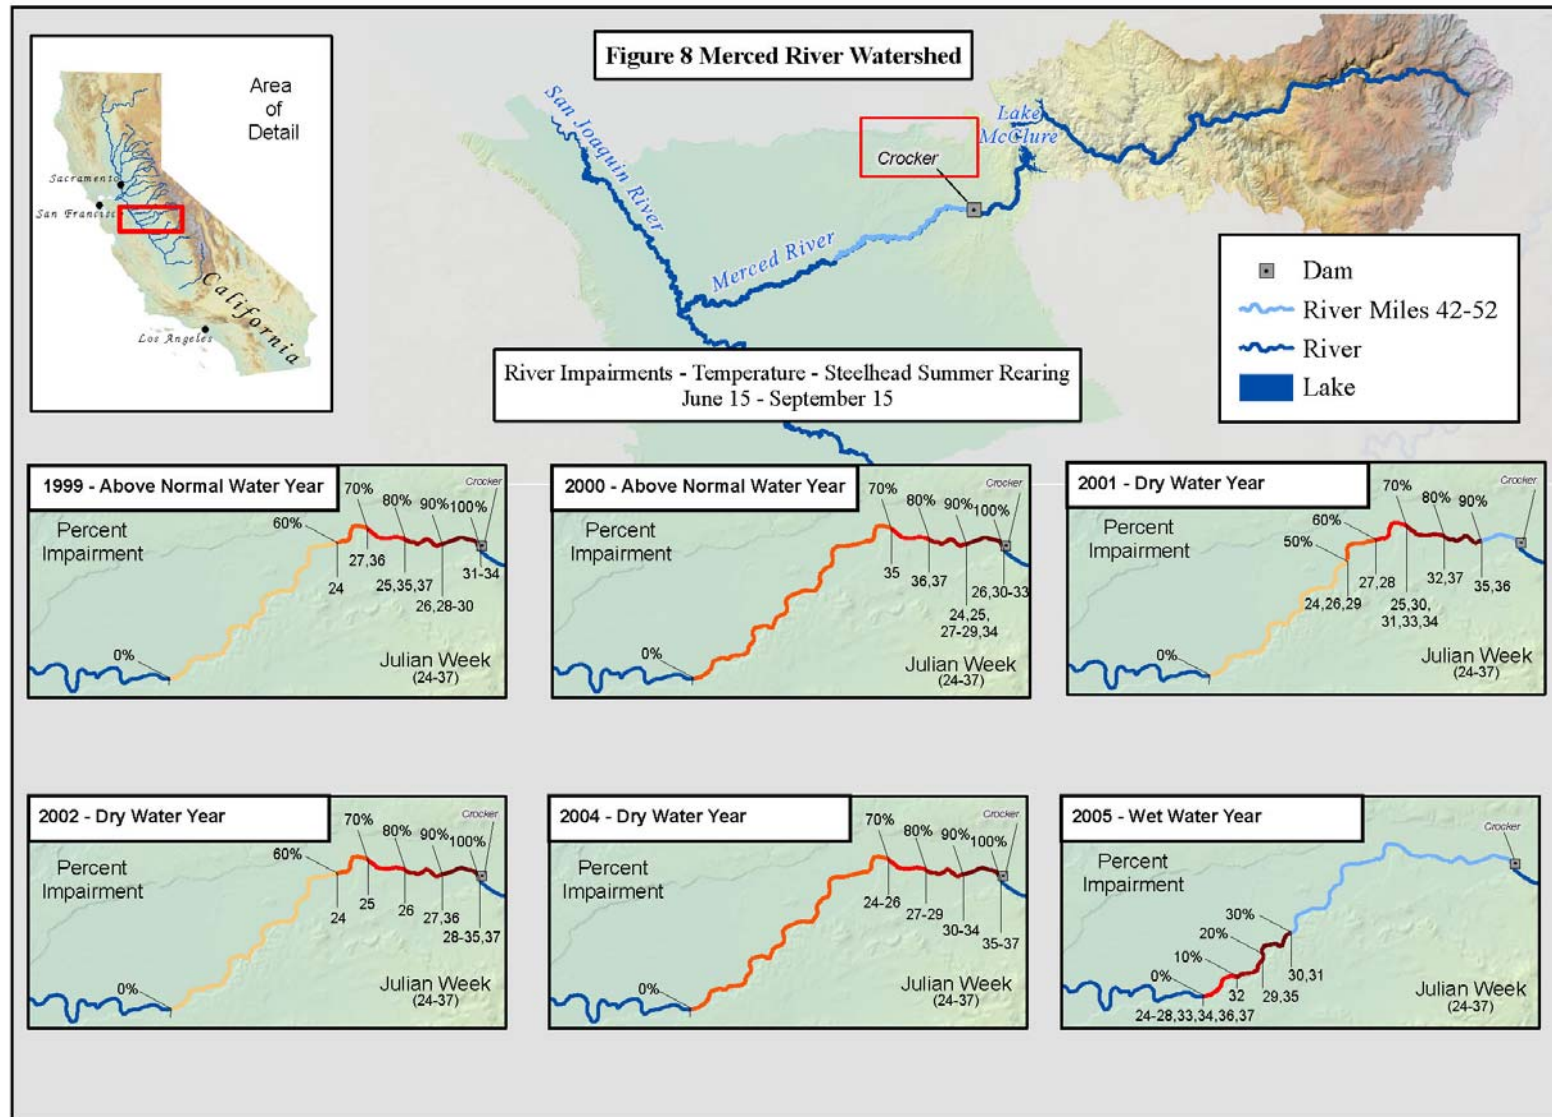 Figure 8 Merced River Watershed
Area
of
Detail
Sacramento
San Francisc
Los Angeles
California
San Joaquin River
Merced River
Lake
McClure
Crocker
Dam
River Miles 42-52
River
Lake
River Impairments - Temperature - Steelhead Summer Rearing
June 15 - September 15
1999 - Above Normal Water Year
Percent
Impairment
0%
60%
70%
80%
90%
100%
Crocker
24
27,36
25,35,37
26,28-30
31-34
Julian Week
(24-37)
2000 - Above Normal Water Year
Percent
Impairment
0%
70%
80%
90%
100%
Crocker
35
36,37
24,25,
27-29,34
26,30-33
Julian Week
(24-37)
2001 - Dry Water Year
Percent
Impairment
0%
50%
60%
70%
80%
90%
Crocker
24,26,29
27,28
25,30,
31,33,34
32,37
35,36
Julian Week
(24-37)
2002 - Dry Water Year
Percent
Impairment
0%
60%
70%
80%
90%
100%
Crocker
24
25
26
27,36
28-35,37
Julian Week
(24-37)
2004 - Dry Water Year
Percent
Impairment
0%
70%
80%
90%
100%
Crocker
24-26
27-29
30-34
35-37
Julian Week
(24-37)
2005 - Wet Water Year
Percent
Impairment
0%
10%
20%
30%
Crocker
24-28,33,34,36,37
32
29,35
30,31
Julian Week
(24-37)